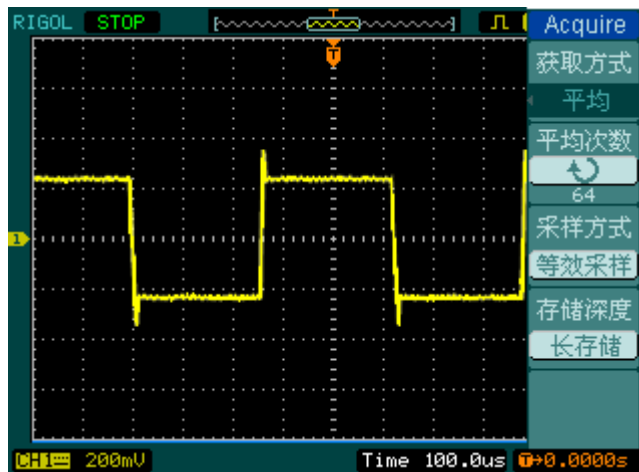 RIGOL STOP
T
Acquire
获取方式
平均
平均次数
64
采样方式
等效采样
存储深度
长存储
T
1
CH1 200mV Time 100.0us T→0.0000s